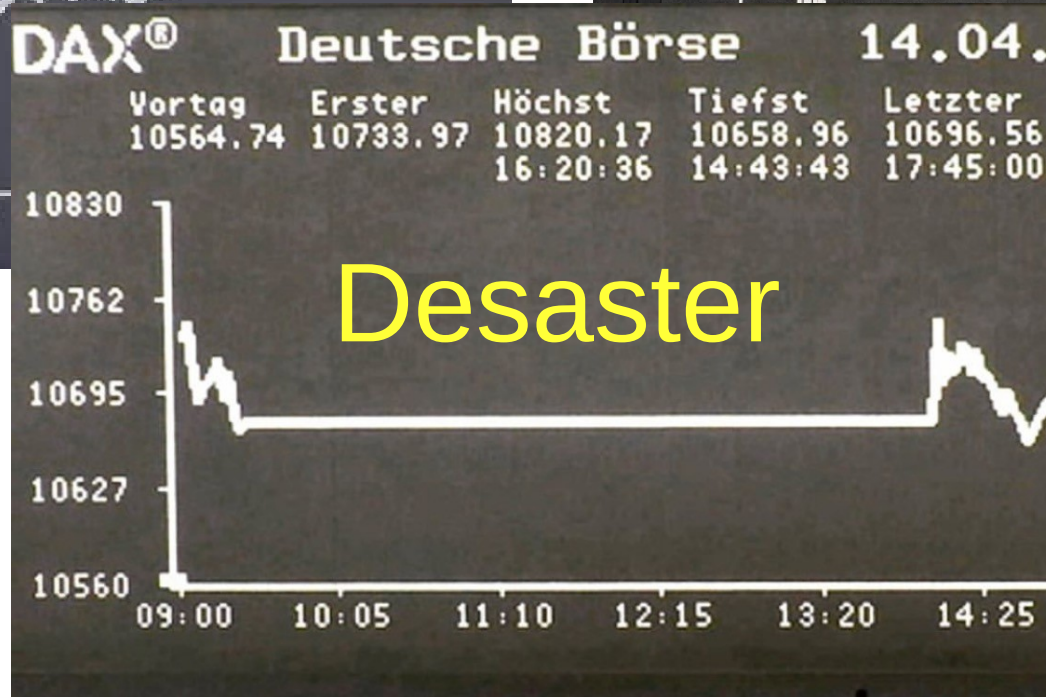 DAX® Deutsche Börse 14.04.
Vortag Erster Höchst Tiefst Letzter
10564.74 10733.97 10820.17 10658.96 10696.56
16:20:36 14:43:43 17:45:00
10830
Desaster
10762
10695
10627
10560
09:00 10:05 11:10 12:15 13:20 14:25